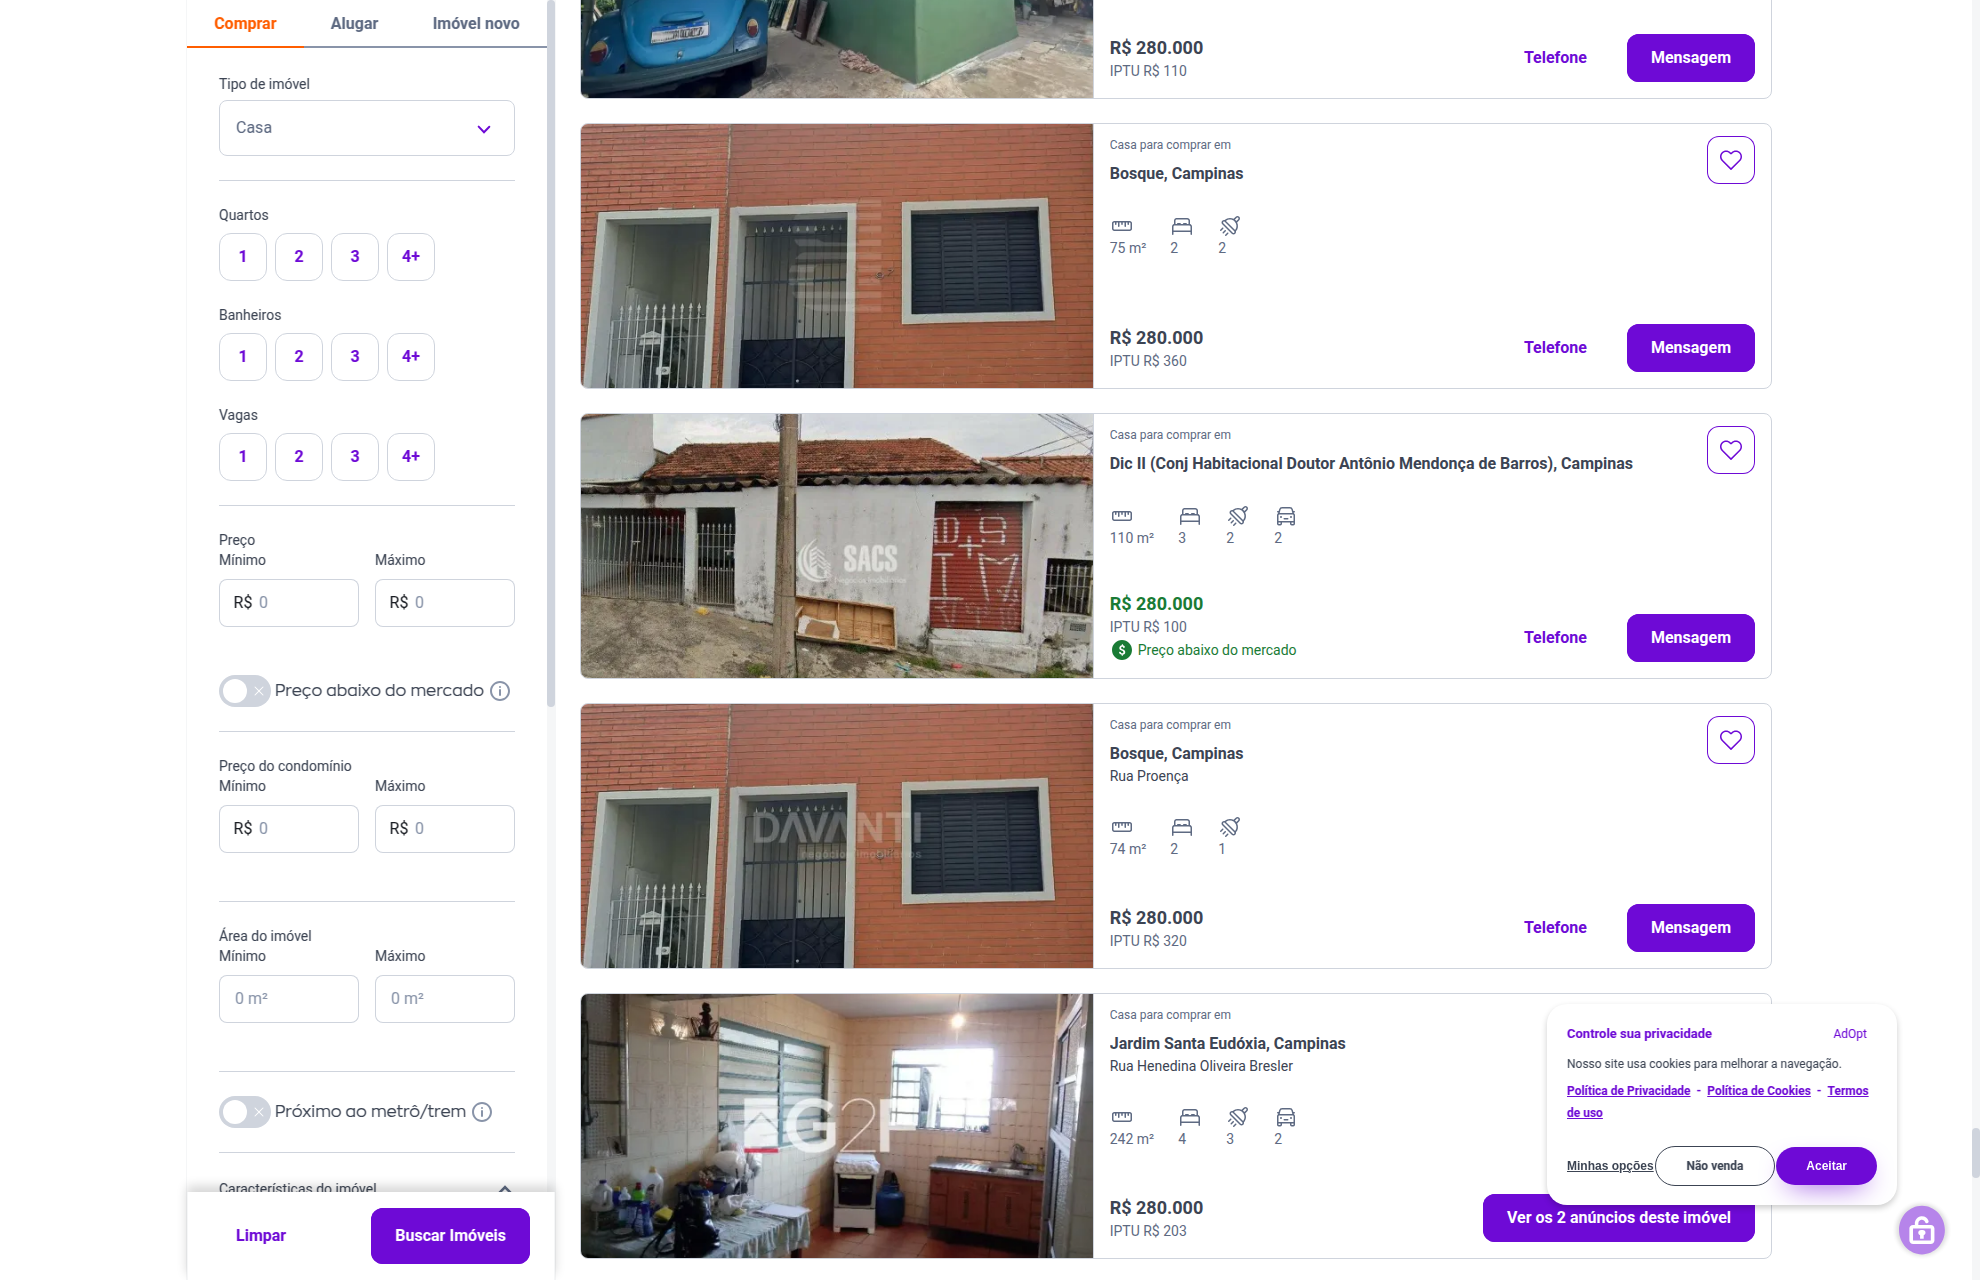 Comprar
Alugar
Imóvel novo
Tipo de imóvel
Casa
Quartos
1
2
3
4+
Banheiros
1
2
3
4+
Vagas
1
2
3
4+
Preço
Mínimo
Máximo
R$ 0
R$ 0
Preço abaixo do mercado
Preço do condomínio
Mínimo
Máximo
R$ 0
R$ 0
Área do imóvel
Mínimo
Máximo
0 m²
0 m²
Próximo ao metrô/trem
Características do imóvel
Limpar
Buscar Imóveis
R$ 280.000
IPTU R$ 110
Telefone
Mensagem
Casa para comprar em
Bosque, Campinas
75 m²
2
2
R$ 280.000
IPTU R$ 360
Telefone
Mensagem
SACS
Casa para comprar em
Dic II (Conj Habitacional Doutor Antônio Mendonça de Barros), Campinas
110 m²
3
2
2
R$ 280.000
IPTU R$ 100
Preço abaixo do mercado
Telefone
Mensagem
DAVANTI
negócios imobiliários
Casa para comprar em
Bosque, Campinas
Rua Proença
74 m²
2
1
R$ 280.000
IPTU R$ 320
Telefone
Mensagem
G2F
Casa para comprar em
Jardim Santa Eudóxia, Campinas
Rua Henedina Oliveira Bresler
242 m²
4
3
2
R$ 280.000
IPTU R$ 203
Ver os 2 anúncios deste imóvel
Controle sua privacidade
AdOpt
Nosso site usa cookies para melhorar a navegação.
Política de Privacidade - Política de Cookies - Termos
de uso
Minhas opções
Não venda
Aceitar